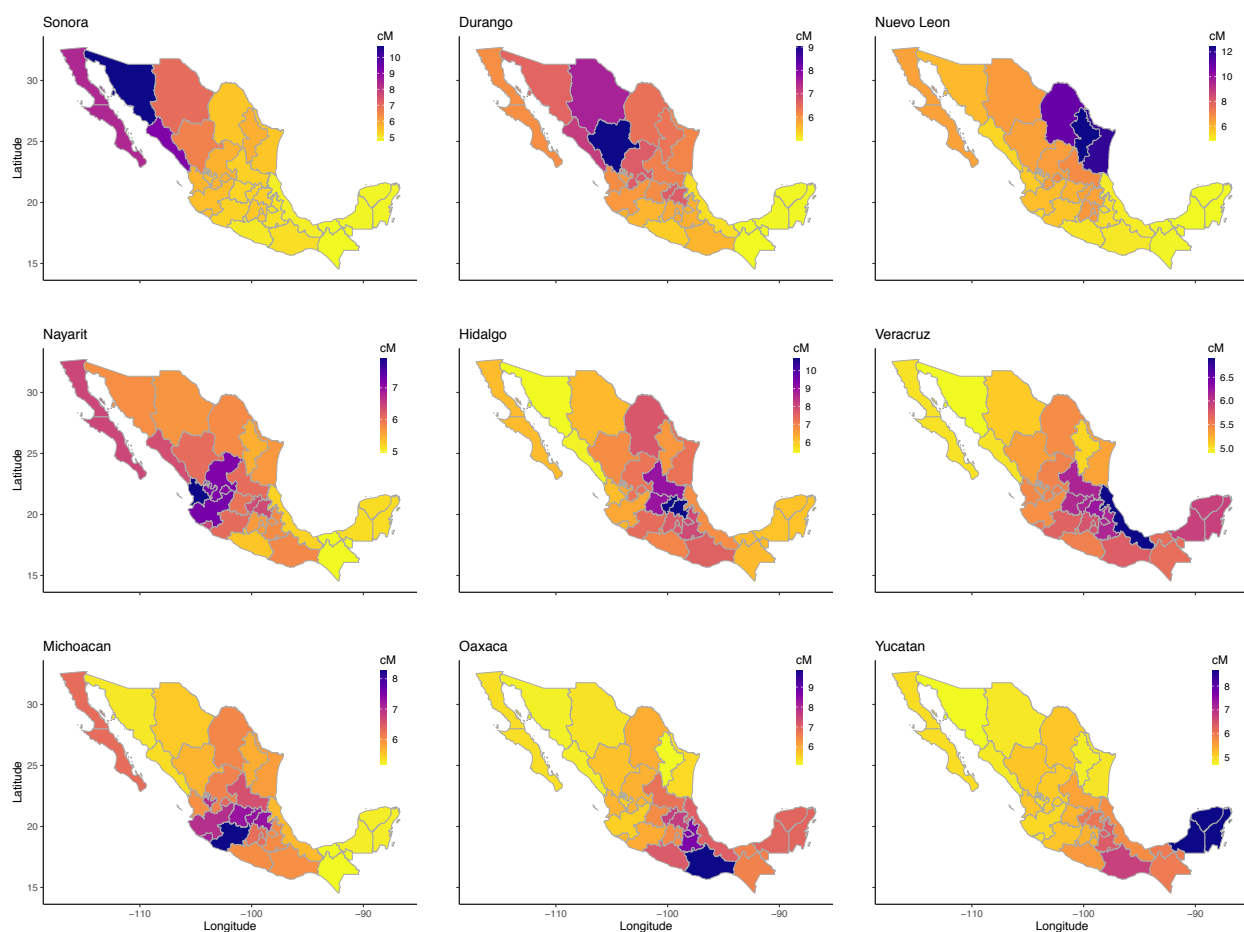 Sonora
cM
10
9
8
7
6
5
Latitude
30
25
20
15
Durango
cM
9
8
7
6
5
Nuevo Leon
cM
12
10
8
6
Nayarit
cM
7
6
5
Latitude
30
25
20
15
Hidalgo
cM
10
9
8
7
6
Veracruz
cM
6.5
6.0
5.5
5.0
Michoacan
cM
8
7
6
Latitude
30
25
20
15
−110
−100
−90
Longitude
Oaxaca
cM
9
8
7
6
−110
−100
−90
Longitude
Yucatan
cM
8
7
6
5
−110
−100
−90
Longitude